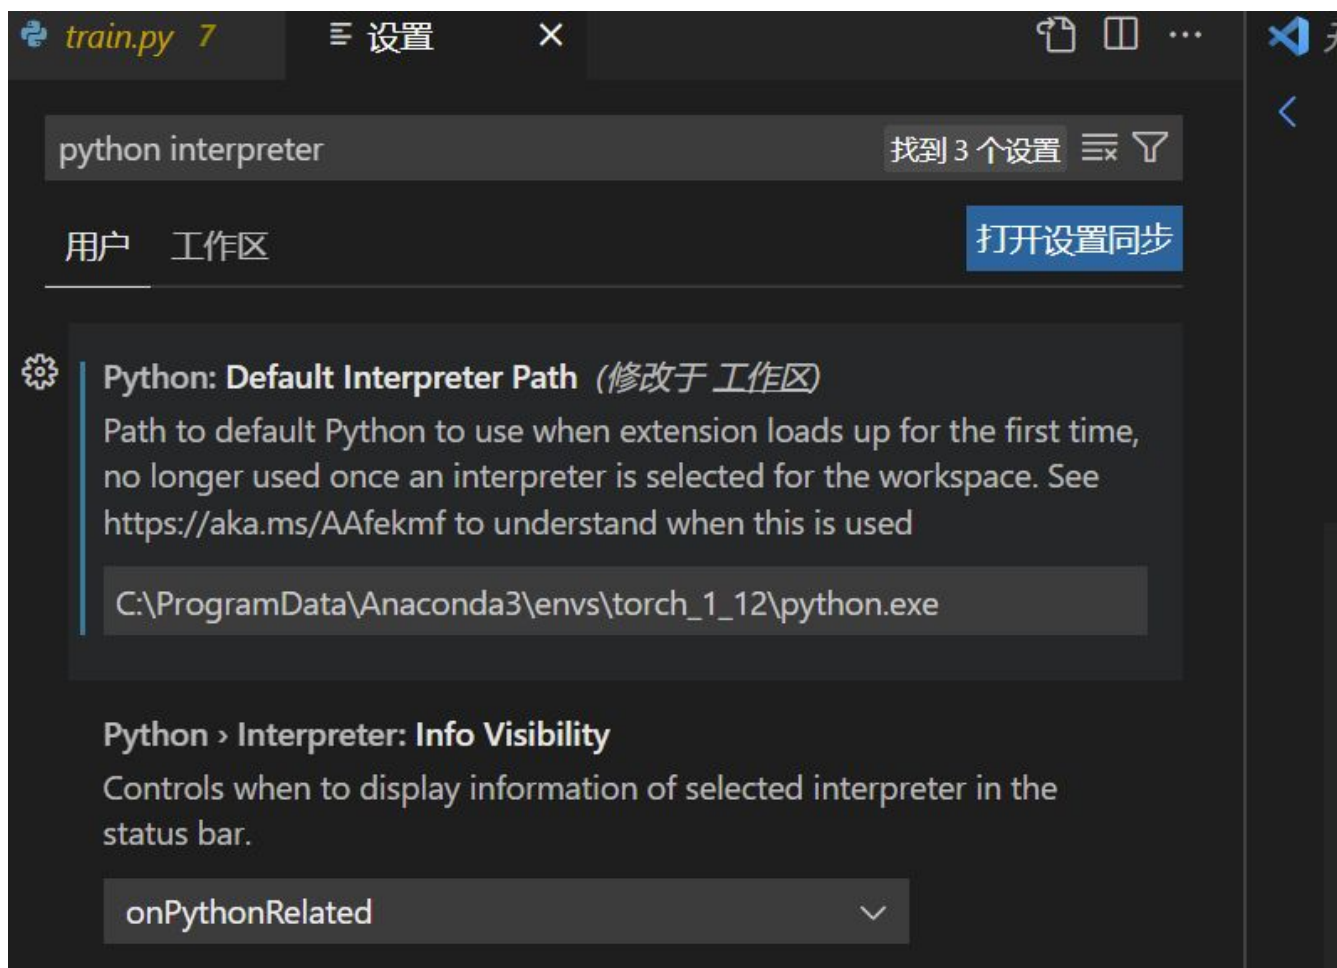 train.py 7
设置
python interpreter
找到 3 个设置
用户 工作区
打开设置同步
Python: Default Interpreter Path (修改于 工作区)
Path to default Python to use when extension loads up for the first time,
no longer used once an interpreter is selected for the workspace. See
https://aka.ms/AAfekmf to understand when this is used
C:\ProgramData\Anaconda3\envs\torch_1_12\python.exe
Python › Interpreter: Info Visibility
Controls when to display information of selected interpreter in the
status bar.
onPythonRelated